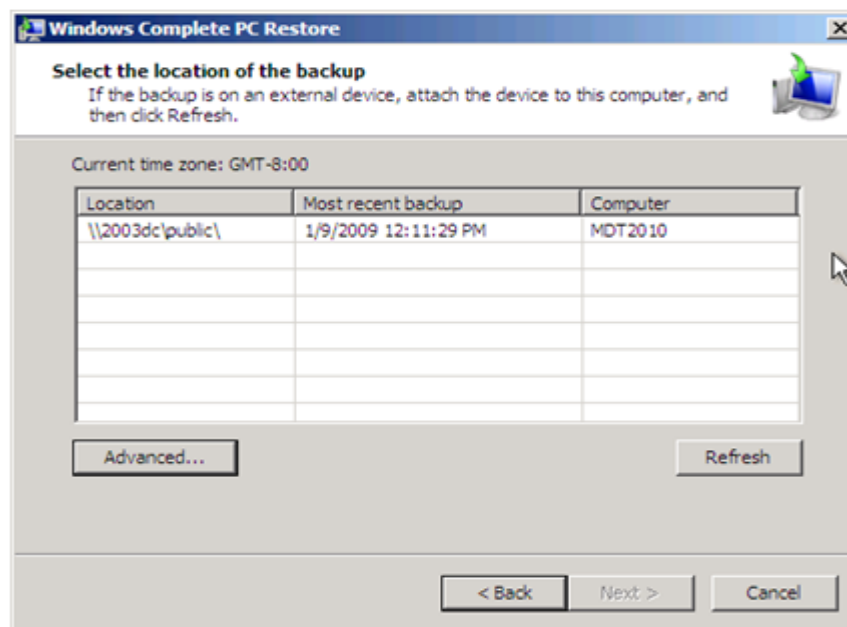 Windows Complete PC Restore
Select the location of the backup
If the backup is on an external device, attach the device to this computer, and
then click Refresh.
Current time zone: GMT-8:00
Location Most recent backup Computer
\\2003dc\public\ 1/9/2009 12:11:29 PM MDT2010
Advanced... Refresh
< Back Next > Cancel